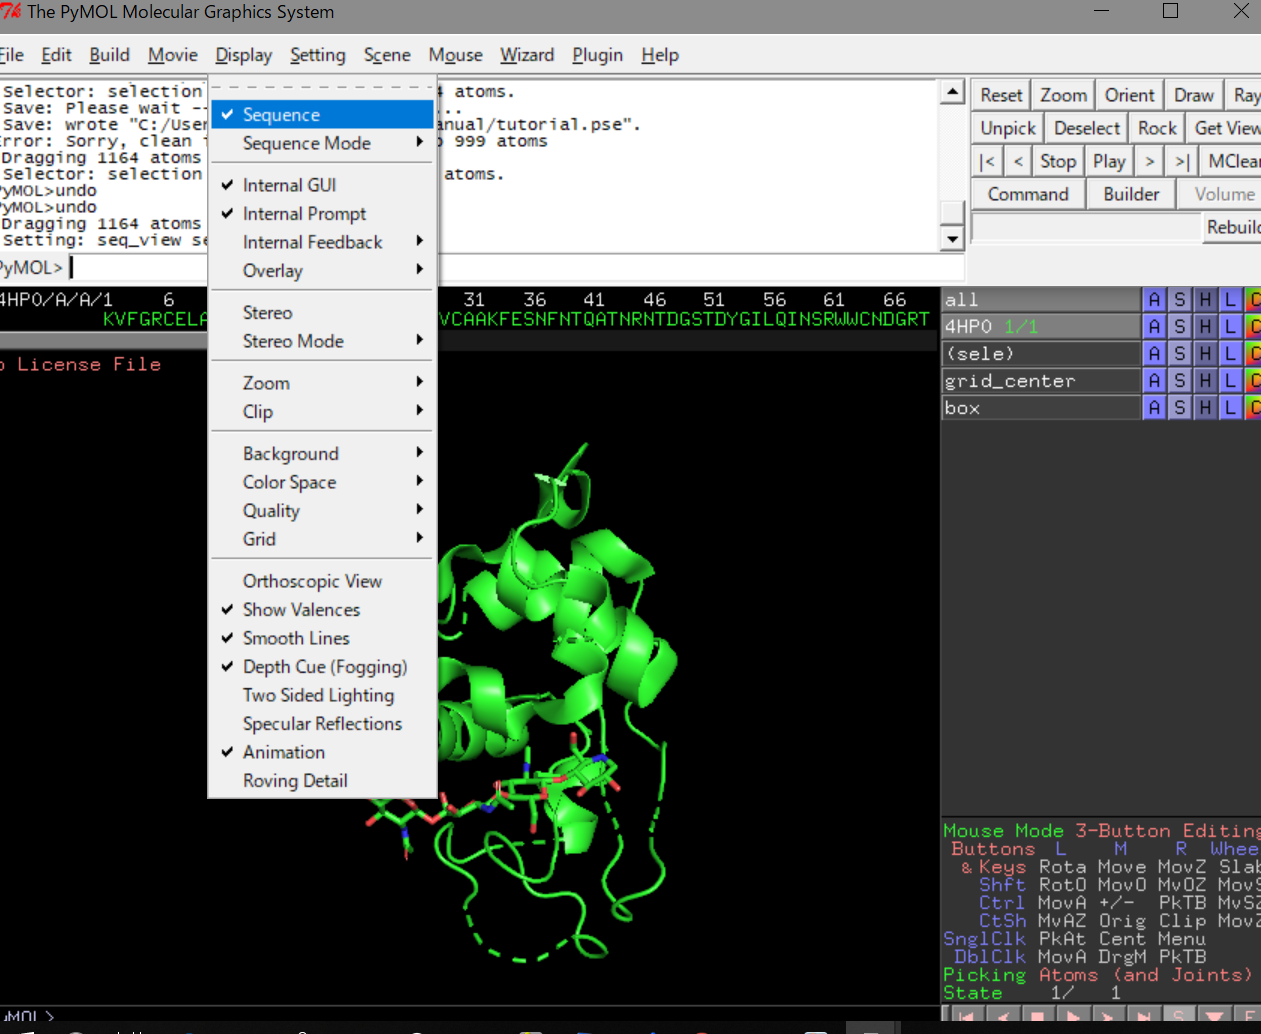 The PyMOL Molecular Graphics System
File Edit Build Movie Display Setting Scene Mouse Wizard Plugin Help
Selector: selection
atoms.
Save: Please wait --
...
Save: wrote "C:/User
anual/tutorial.pse".
Error: Sorry, clean
999 atoms
Dragging 1164 atoms
Selector: selection
atoms.
PyMOL>undo
PyMOL>undo
Dragging 1164 atoms
Setting: seq_view se
PyMOL>
Reset Zoom Orient Draw Ray
Unpick Deselect Rock Get View
|< < Stop Play > >| MClear
Command Builder Volume
Rebuild
Sequence
Sequence Mode
Internal GUI
Internal Prompt
Internal Feedback
Overlay
Stereo
Stereo Mode
Zoom
Clip
Background
Color Space
Quality
Grid
Orthoscopic View
Show Valences
Smooth Lines
Depth Cue (Fogging)
Two Sided Lighting
Specular Reflections
Animation
Roving Detail
4HP0/A/A/1 6 31 36 41 46 51 56 61 66
KVFGRCELA VCAAKFESNFNTQATNRNTDGSTDYGILQINSRWWCNDGRT
License File
all A S H L C
4HP0 1/1 A S H L C
(sele) A S H L C
grid_center A S H L C
box A S H L C
Mouse Mode 3-Button Editing
Buttons L M R Whee
& Keys Rota Move MovZ Slab
Shft RotO MovO MvOZ MovS
Ctrl MovA +/- PkTB MvSZ
CtSh MvAZ Orig Clip MovZ
SnglClk PkAt Cent Menu
DblClk MovA DrgM PkTB
Picking Atoms (and Joints)
State 1/ 1
yMOL>
S
F